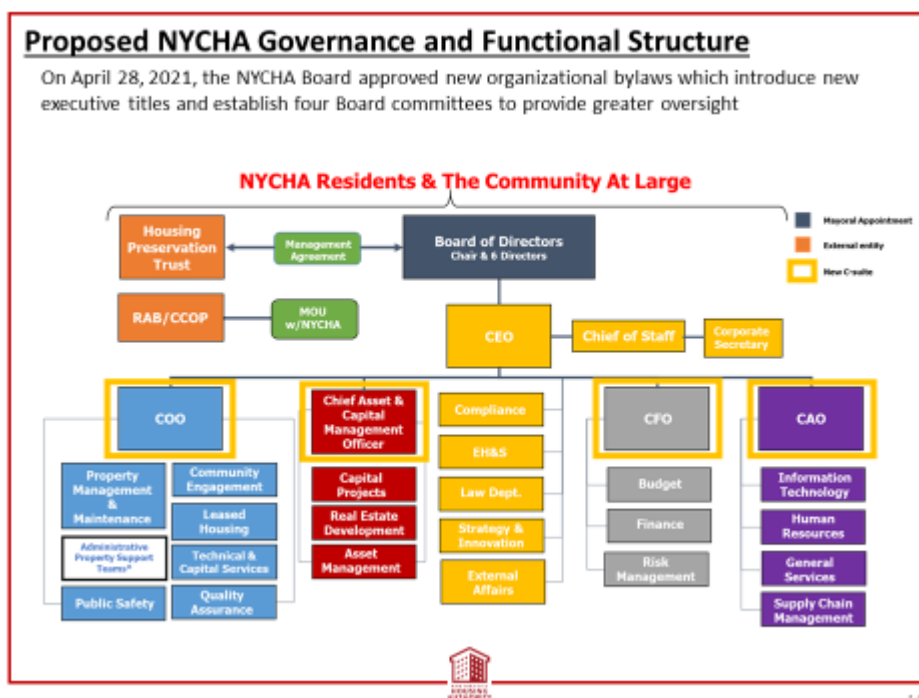 Proposed NYCHA Governance and Functional Structure
On April 28, 2021, the NYCHA Board approved new organizational bylaws which introduce new
executive titles and establish four Board committees to provide greater oversight
NYCHA Residents & The Community At Large
Housing
Preservation
Trust
Management
Agreement
Board of Directors
Chair & 6 Directors
Mayoral Appointment
External entity
New C-suite
RAB/CCOP
MOU
w/NYCHA
CEO
Chief of Staff
Corporate
Secretary
COO
Chief Asset &
Capital
Management
Officer
Compliance
CFO
CAO
Property
Management
&
Maintenance
Community
Engagement
Capital
Projects
EH&S
Budget
Information
Technology
Leased
Housing
Real Estate
Development
Law Dept.
Finance
Human
Resources
Administrative
Property Support
Teams*
Technical &
Capital Services
Asset
Management
Strategy &
Innovation
Risk
Management
General
Services
Public Safety
Quality
Assurance
External
Affairs
Supply Chain
Management
HOUSING
AUTHORITY